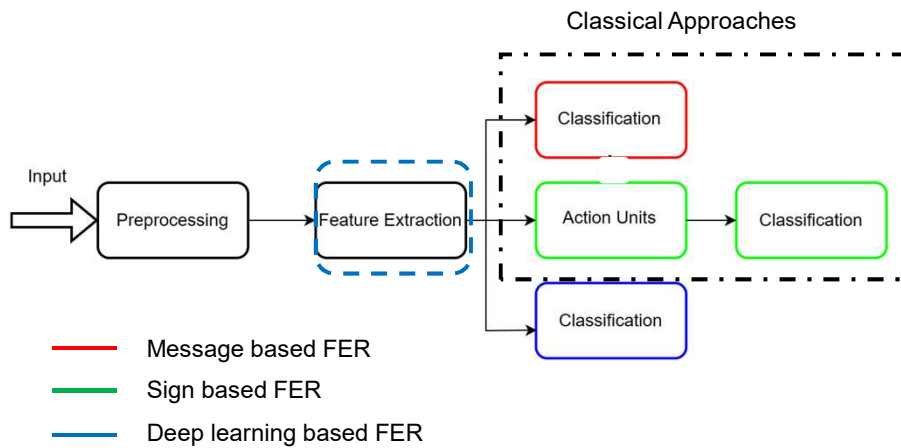 Classical Approaches
Classification
Input
Preprocessing
Feature Extraction
Action Units
Classification
Classification
Message based FER
Sign based FER
Deep learning based FER